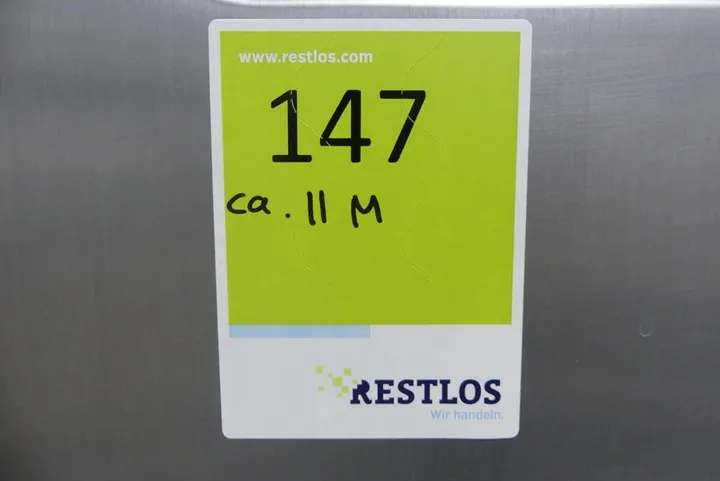 www.restlos.com
147
ca. 11 M
RESTLOS
Wir handeln.